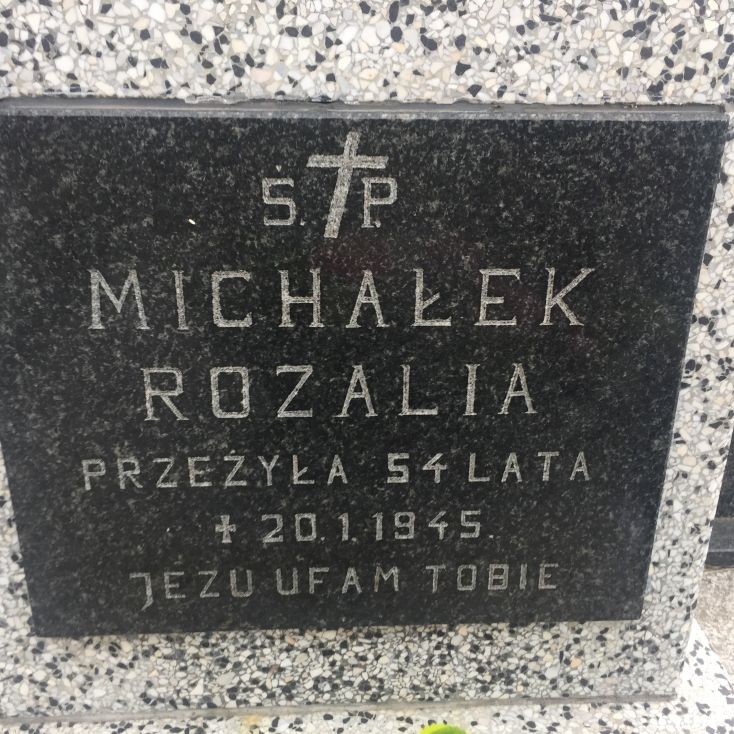 Ś. P.
MICHAŁEK
ROZALIA
PRZEŻYŁA 54 LATA
✝ 20.1.1945.
JEZU UFAM TOBIE